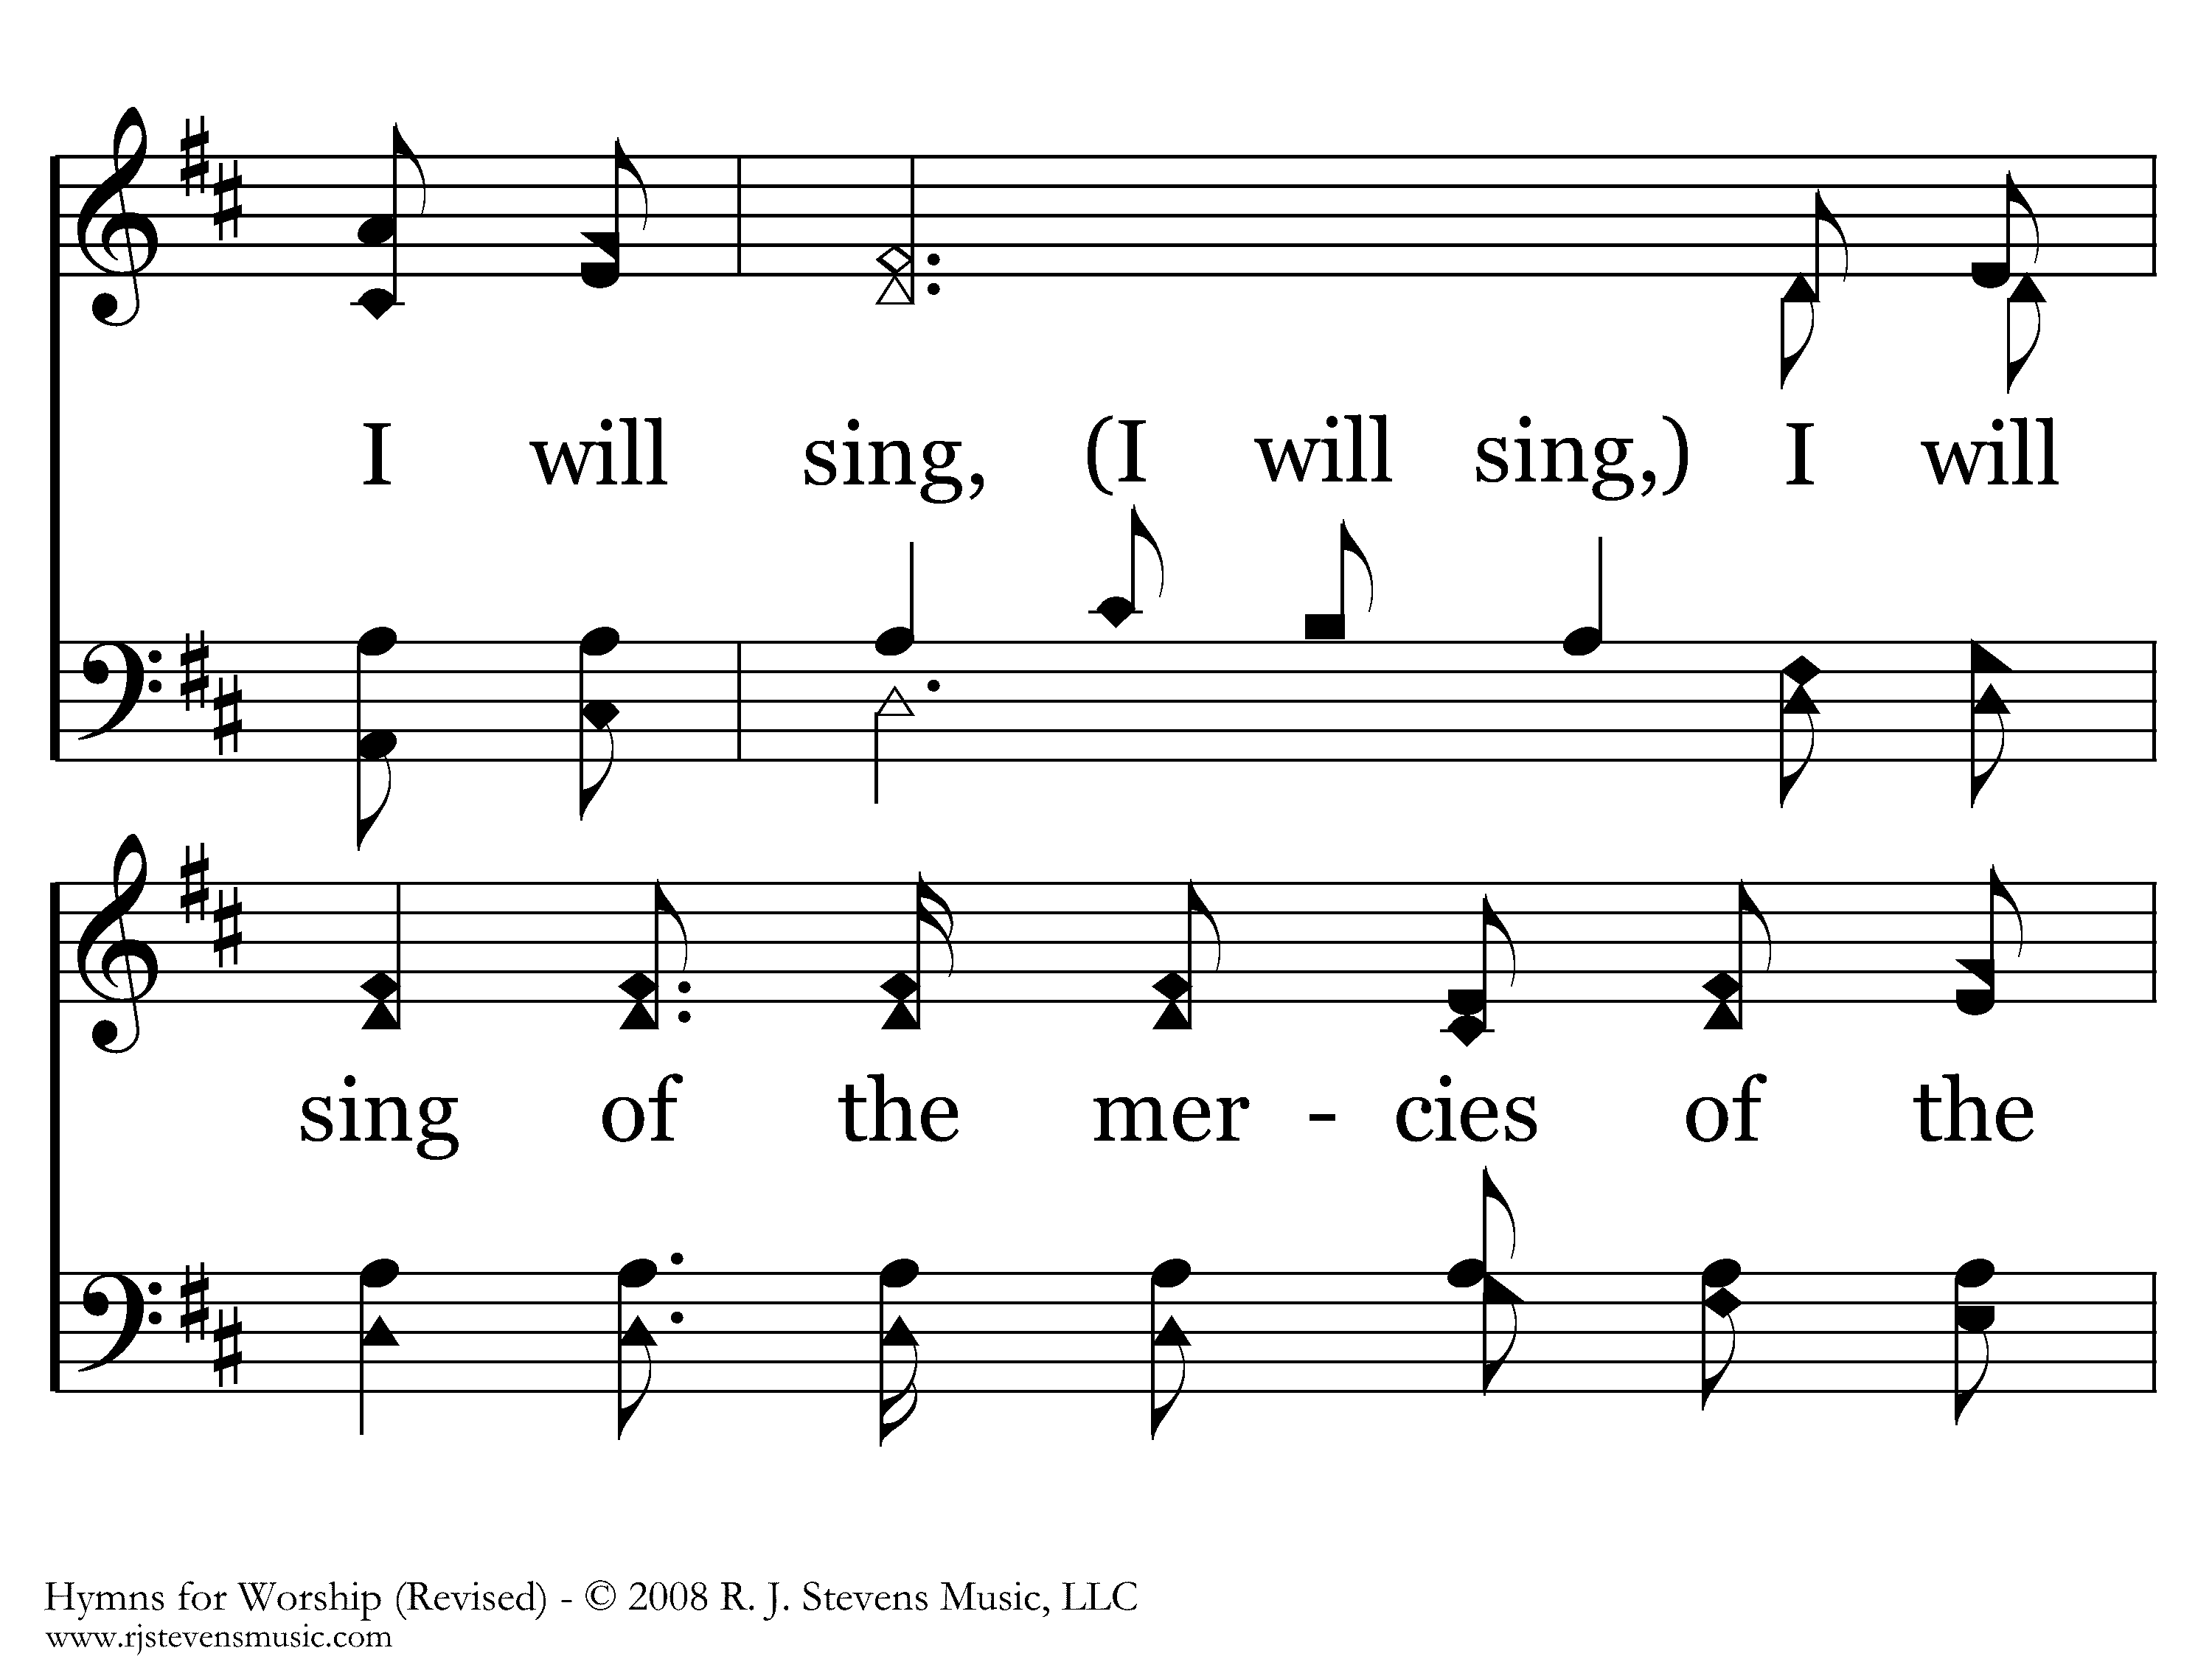 I will sing, (I will sing,) I will
sing of the mer - cies of the
Hymns for Worship (Revised) - © 2008 R. J. Stevens Music, LLC
www.rjstevensmusic.com